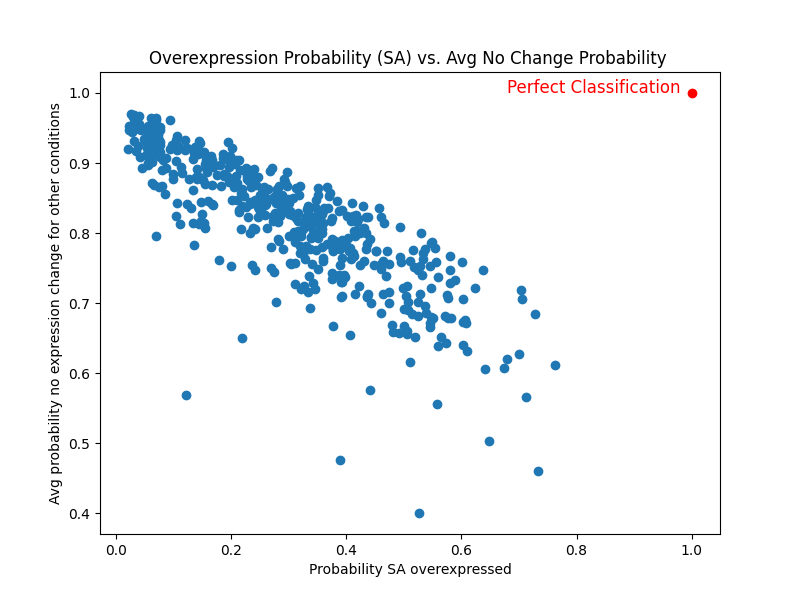 Overexpression Probability (SA) vs. Avg No Change Probability
Perfect Classification
Avg probability no expression change for other conditions
1.0
0.9
0.8
0.7
0.6
0.5
0.4
0.0 0.2 0.4 0.6 0.8 1.0
Probability SA overexpressed